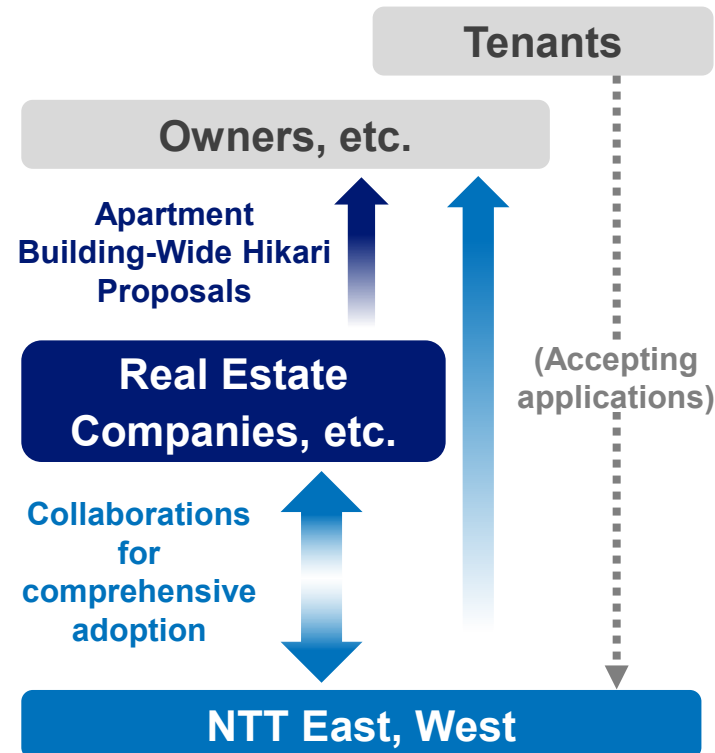 Tenants
Owners, etc.
Apartment
Building-Wide Hikari
Proposals
Real Estate
Companies, etc.
(Accepting
applications)
Collaborations
for
comprehensive
adoption
NTT East, West